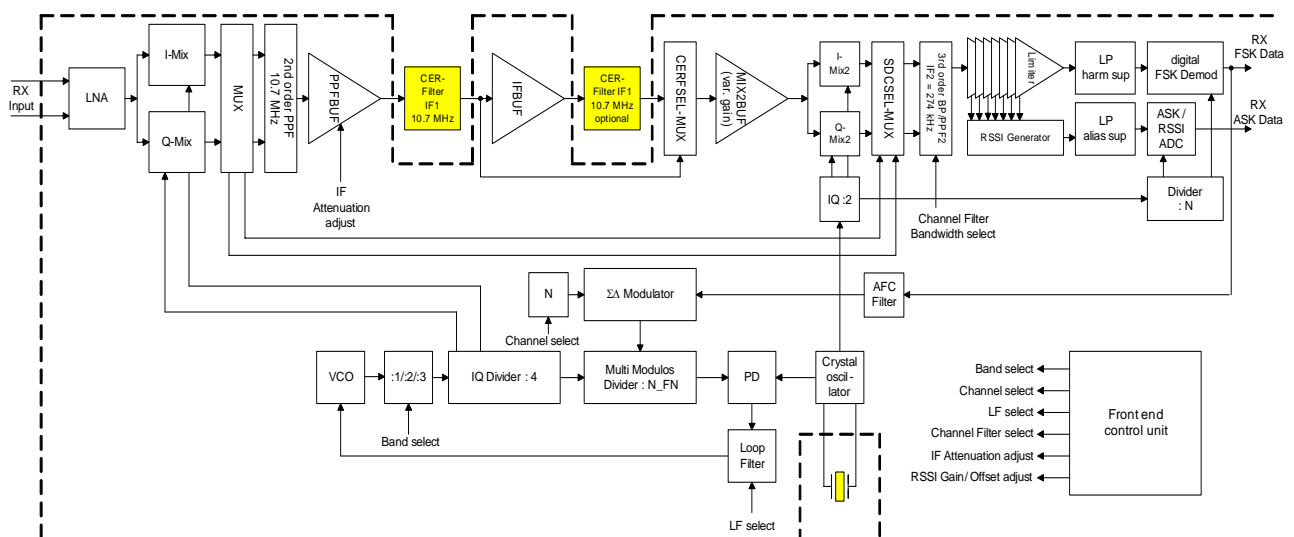 RX
Input
LNA
I-Mix
Q-Mix
MUX
2nd order PPF
10.7 MHz
PPFBUF
IF
Attenuation
adjust
CER-
Filter
IF1
10.7 MHz
IFBUF
CER-
Filter IF1
10.7 MHz
optional
CERFSEL-MUX
MIX2BUF
(var. gain)
I-
Mix2
Q-
Mix2
IQ :2
SDCSEL-MUX
3rd order BP/PPF2
IF2 = 274 kHz
Channel Filter
Bandwidth select
Limiter
RSSI Generator
LP
harm sup
LP
alias sup
digital
FSK Demod
ASK /
RSSI
ADC
Divider
: N
RX
FSK Data
RX
ASK Data
N
Channel select
ΣΔ Modulator
AFC
Filter
VCO
:1/:2/:3
Band select
IQ Divider : 4
Multi Modulos
Divider : N_FN
PD
Crystal
oscil -
lator
Loop
Filter
LF select
Band select
Channel select
LF select
Channel Filter select
IF Attenuation adjust
RSSI Gain/ Offset adjust
Front end
control unit